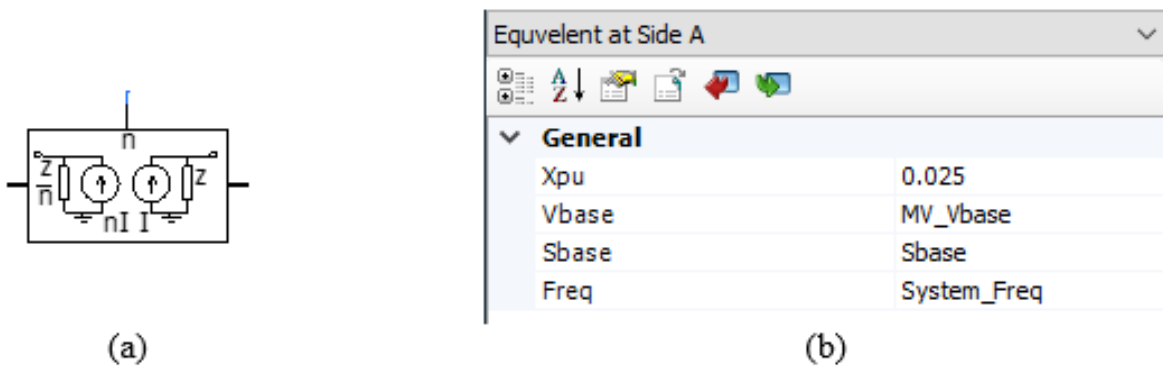 n
z
n
nI I
z
(a)
Equvelent at Side A
A
Z
General
Xpu 0.025
Vbase MV_Vbase
Sbase Sbase
Freq System_Freq
(b)